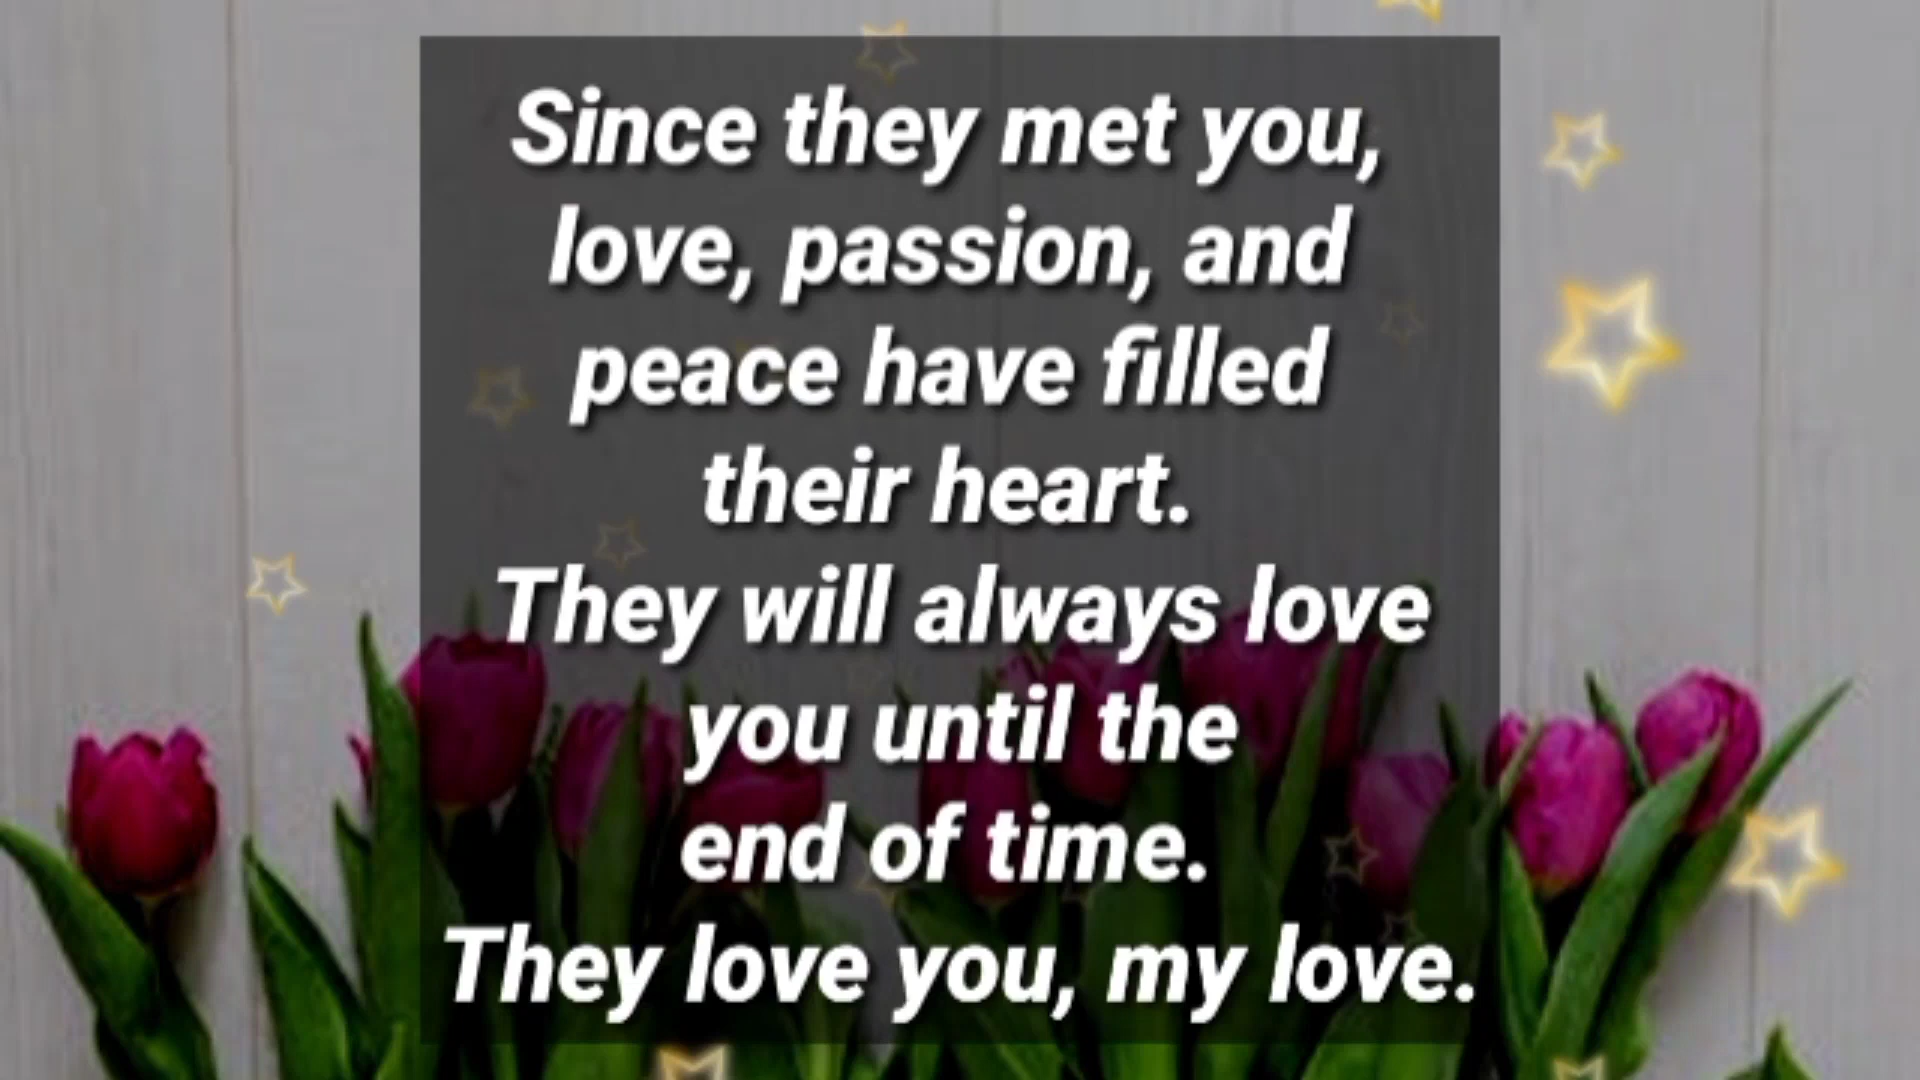 Since they met you,
love, passion, and
peace have filled
their heart.
They will always love
you until the
end of time.
They love you, my love.